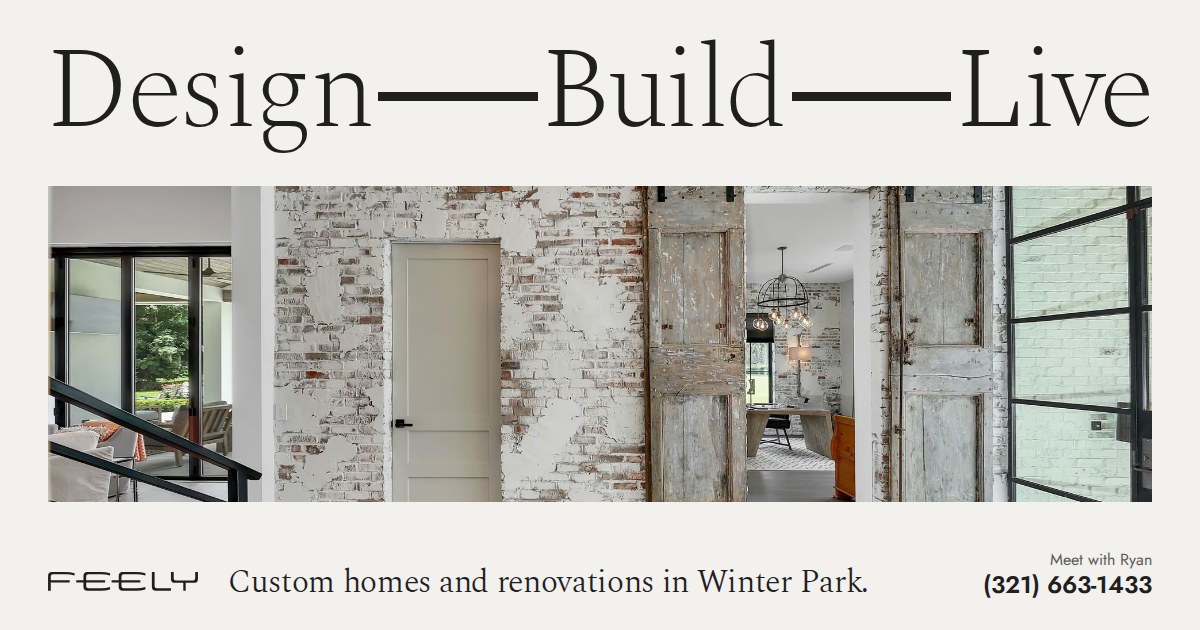 Design—Build—Live
FEELY
Custom homes and renovations in Winter Park.
Meet with Ryan
(321) 663-1433